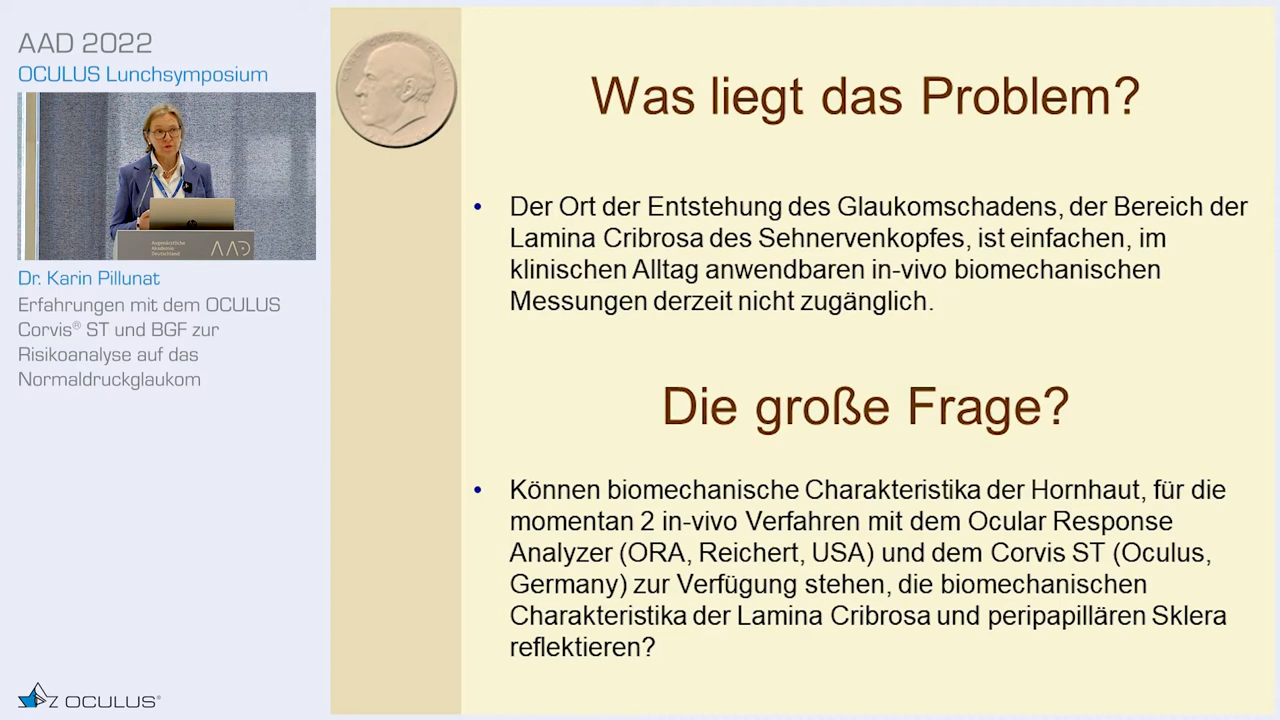 AAD 2022
OCULUS Lunchsymposium
Augenärztliche
Akademie
Deutschland
AAD
Dr. Karin Pillunat
Erfahrungen mit dem OCULUS
Corvis® ST und BGF zur
Risikoanalyse auf das
Normaldruckglaukom
OCULUS®
Was liegt das Problem?
• Der Ort der Entstehung des Glaukomschadens, der Bereich der
Lamina Cribrosa des Sehnervenkopfes, ist einfachen, im
klinischen Alltag anwendbaren in-vivo biomechanischen
Messungen derzeit nicht zugänglich.
Die große Frage?
• Können biomechanische Charakteristika der Hornhaut, für die
momentan 2 in-vivo Verfahren mit dem Ocular Response
Analyzer (ORA, Reichert, USA) und dem Corvis ST (Oculus,
Germany) zur Verfügung stehen, die biomechanischen
Charakteristika der Lamina Cribrosa und peripapillären Sklera
reflektieren?